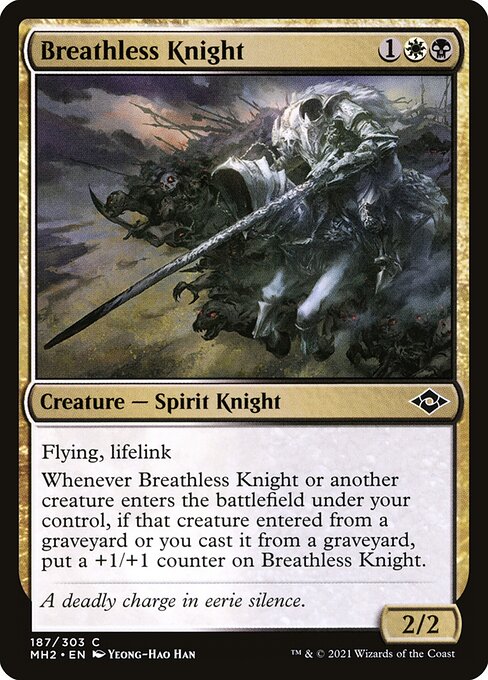 Breathless Knight 1
Creature — Spirit Knight
Flying, lifelink
Whenever Breathless Knight or another
creature enters the battlefield under your
control, if that creature entered from a
graveyard or you cast it from a graveyard,
put a +1/+1 counter on Breathless Knight.
A deadly charge in eerie silence.
2/2
187/303 C
MH2 • EN Yeong-Hao Han
™ & © 2021 Wizards of the Coast